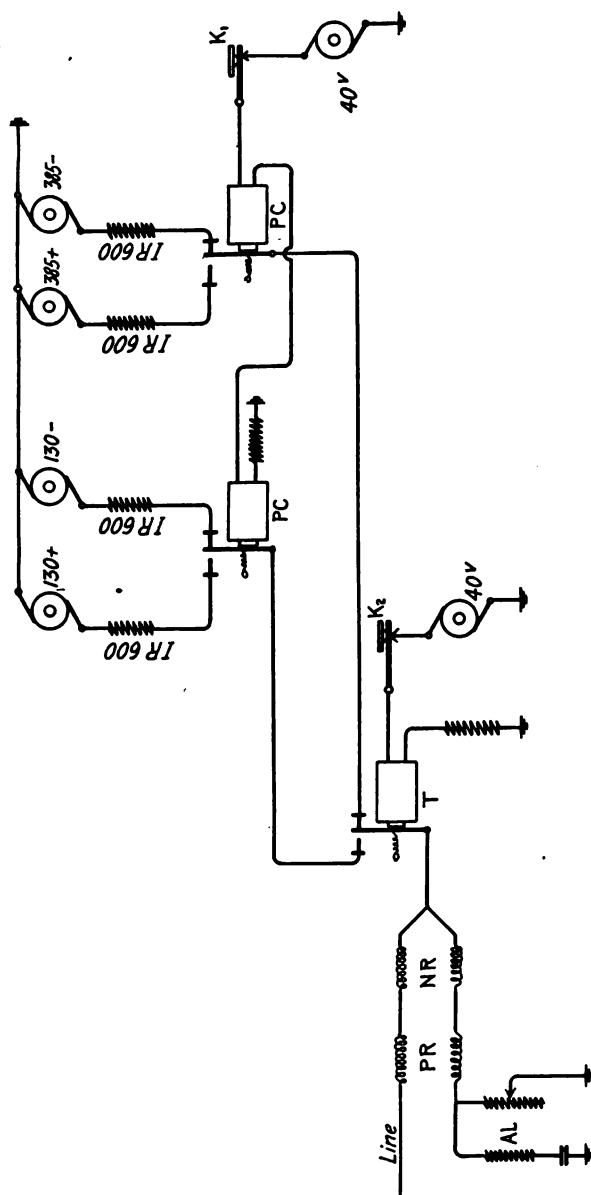 K₁
40V
385-
385+
IR 600
IR 600
PC
130-
130+
IR 600
IR 600
PC
K₂
40V
T
NR
PR
Line
AL